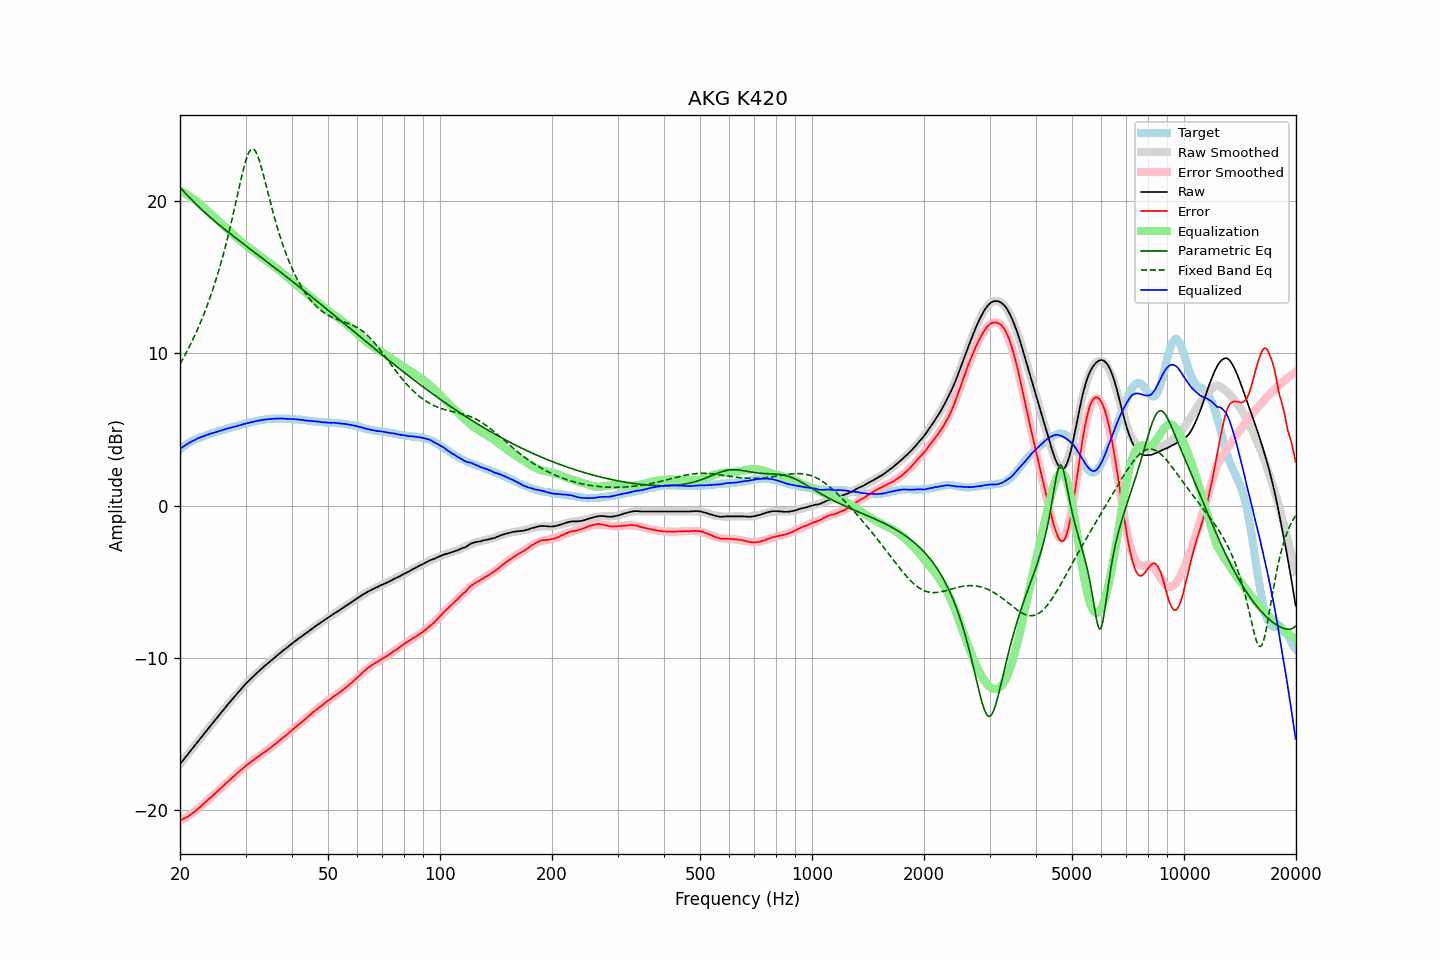 AKG K420
Target
Raw Smoothed
Error Smoothed
Raw
Error
Equalization
Parametric Eq
Fixed Band Eq
Equalized
Amplitude (dBr)
20
10
0
−10
−20
20 50 100 200 500 1000 2000 5000 10000 20000
Frequency (Hz)